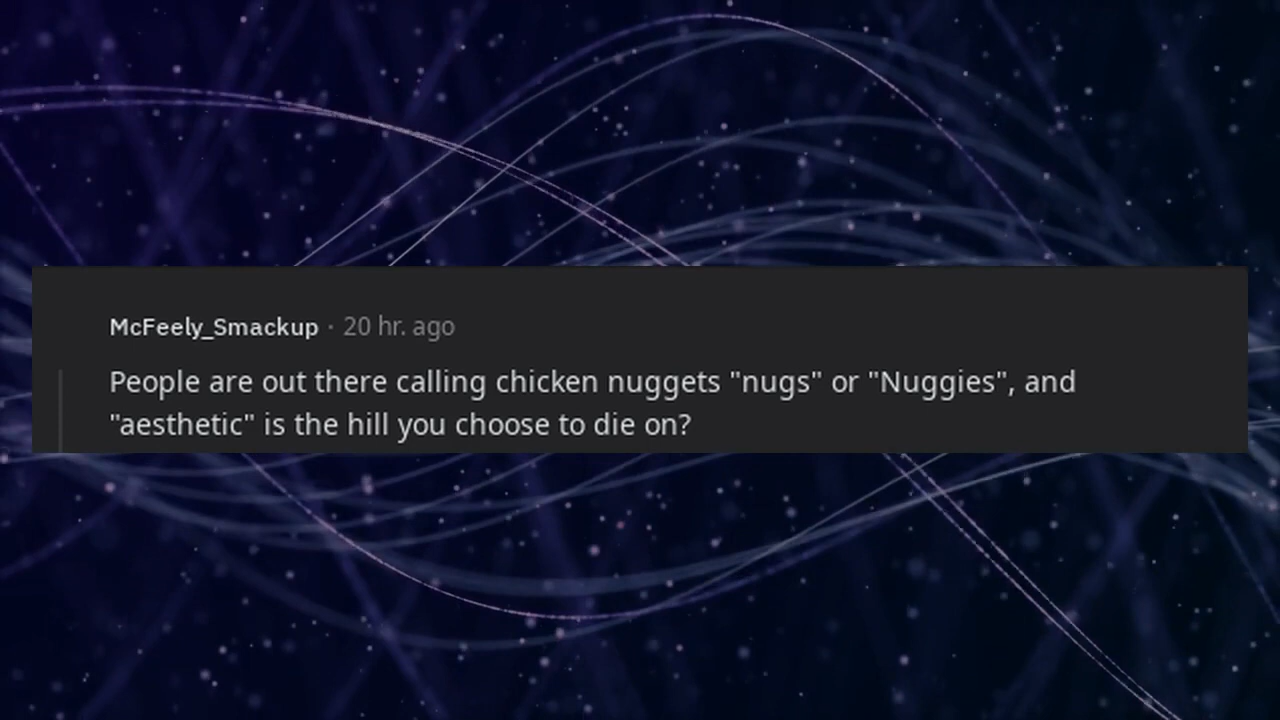 McFeely_Smackup · 20 hr. ago
People are out there calling chicken nuggets "nugs" or "Nuggies", and
"aesthetic" is the hill you choose to die on?